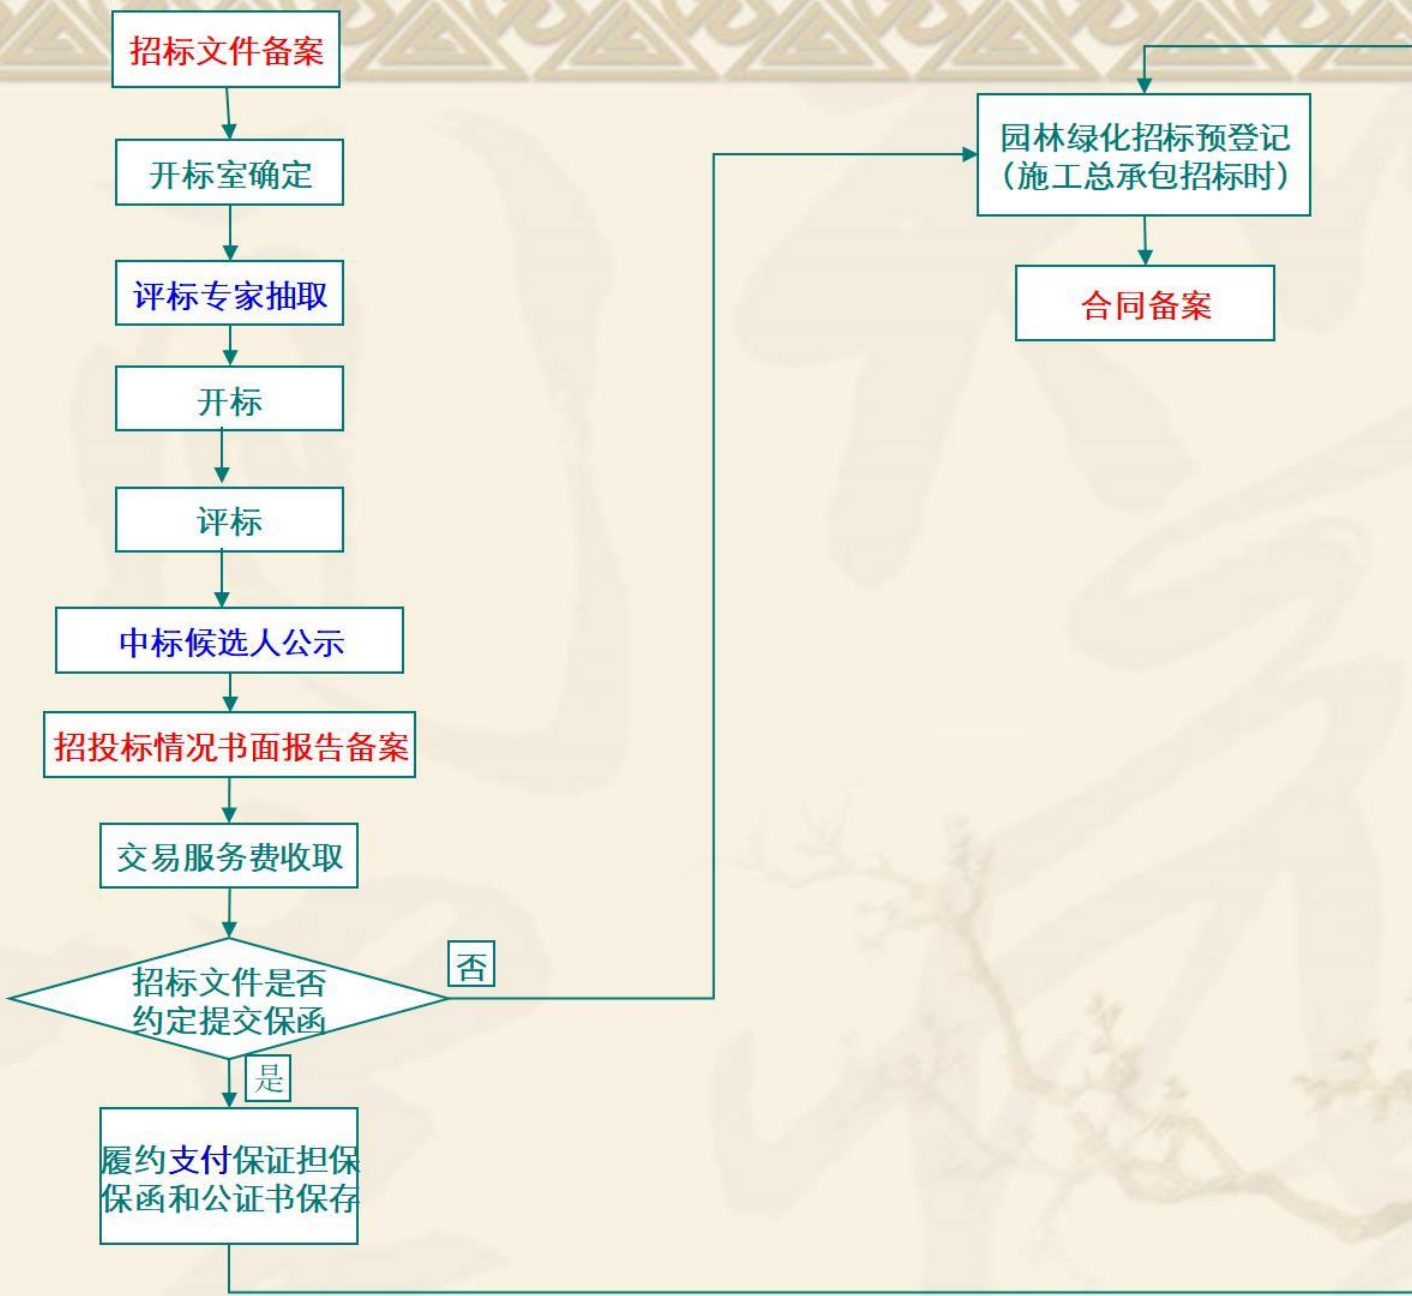 招标文件备案
开标室确定
评标专家抽取
开标
评标
中标候选人公示
招投标情况书面报告备案
交易服务费收取
招标文件是否
约定提交保函
否
是
履约支付保证担保
保函和公证书保存
园林绿化招标预登记
（施工总承包招标时）
合同备案